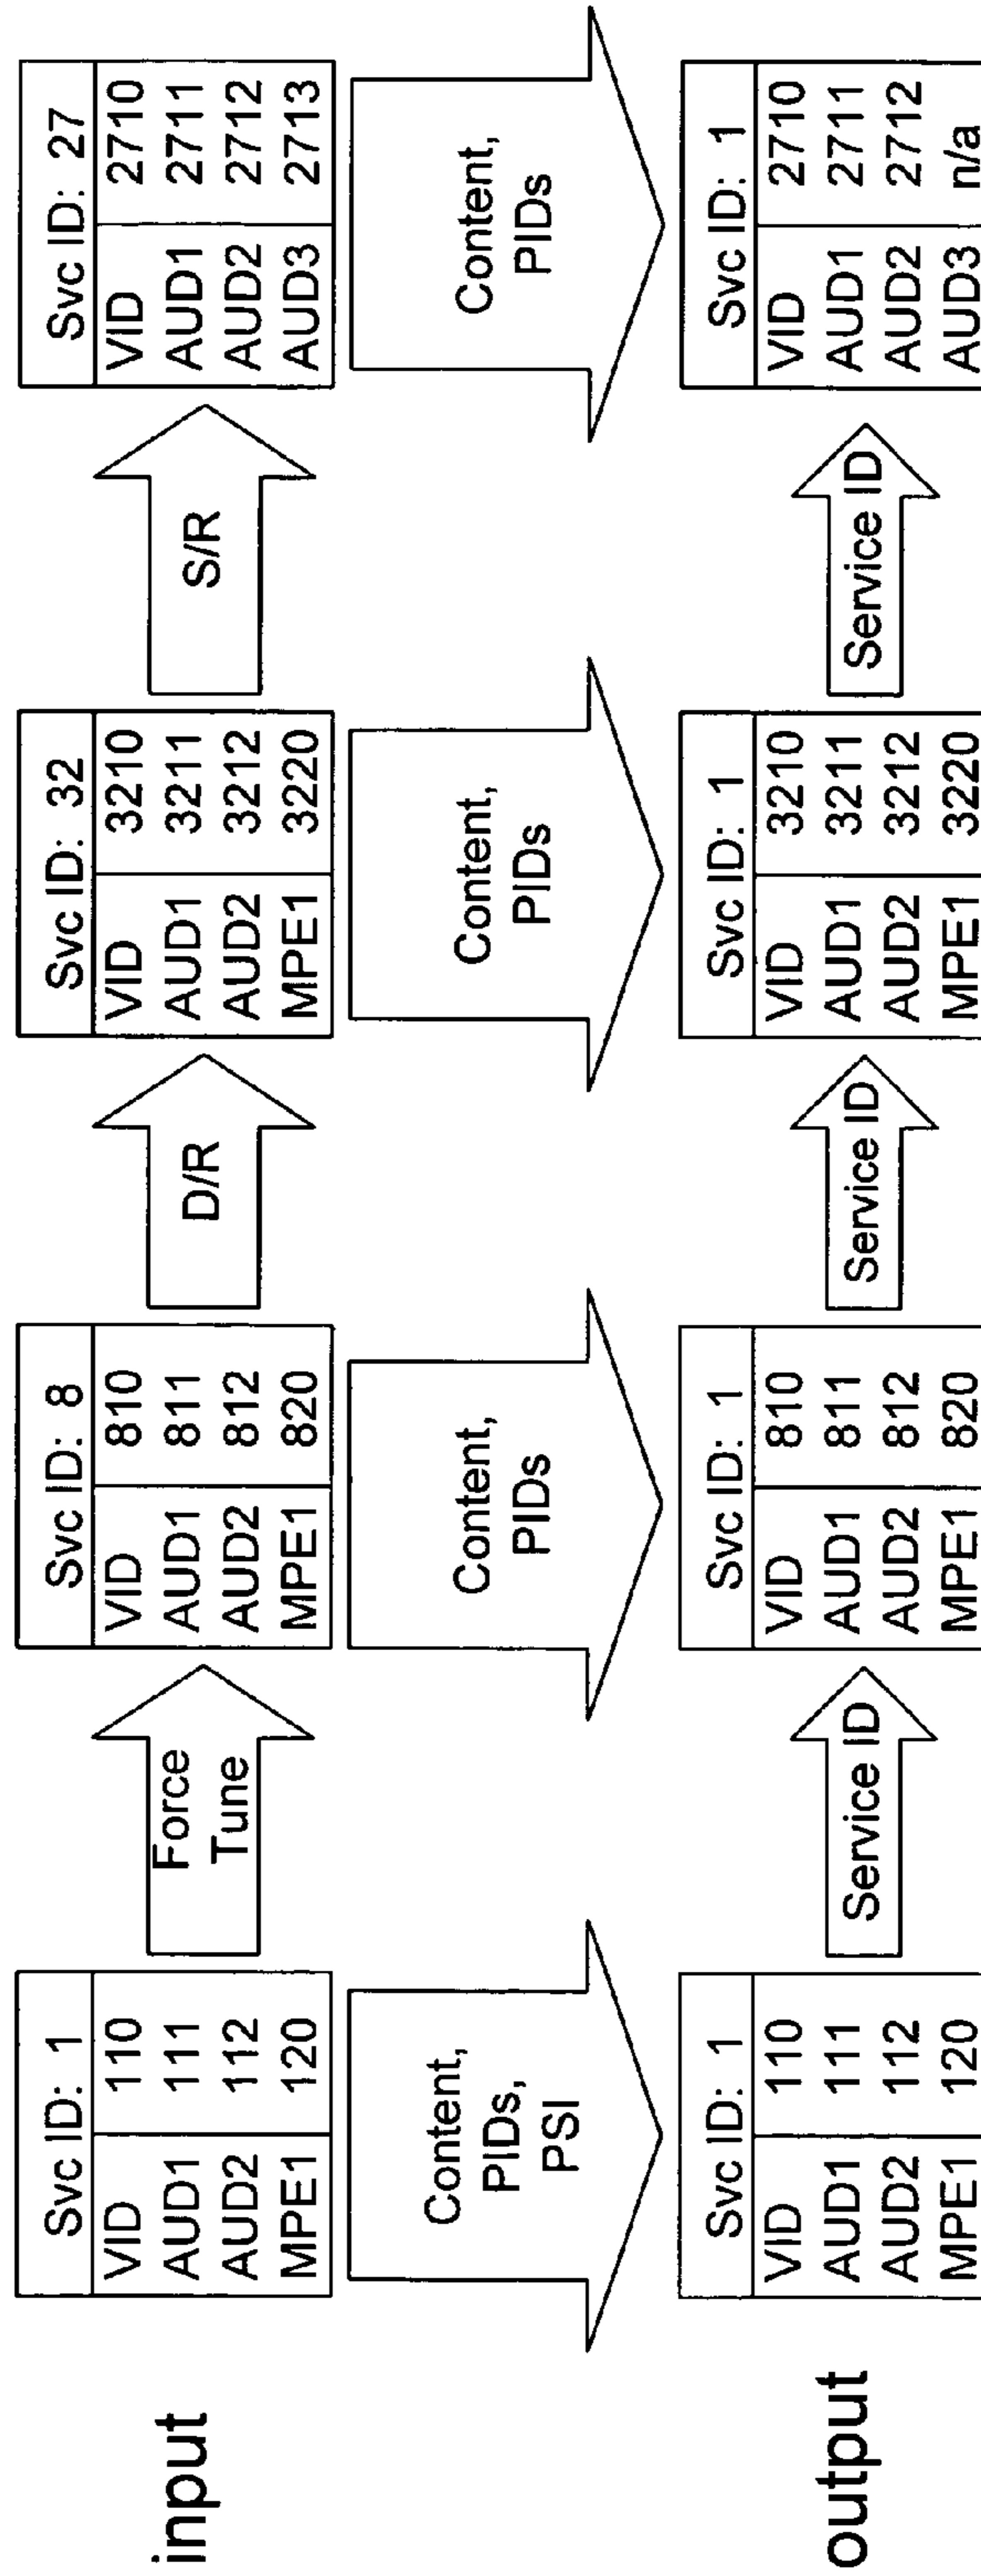 input
Svc ID: 1
VID 110
AUD1 111
AUD2 112
MPE1 120
Force
Tune
Svc ID: 8
VID 810
AUD1 811
AUD2 812
MPE1 820
D/R
Svc ID: 32
VID 3210
AUD1 3211
AUD2 3212
MPE1 3220
S/R
Svc ID: 27
VID 2710
AUD1 2711
AUD2 2712
AUD3 2713
Content,
PIDs,
PSI
Content,
PIDs
Content,
PIDs
Content,
PIDs
output
Svc ID: 1
VID 110
AUD1 111
AUD2 112
MPE1 120
Service ID
Svc ID: 1
VID 810
AUD1 811
AUD2 812
MPE1 820
Service ID
Svc ID: 1
VID 3210
AUD1 3211
AUD2 3212
MPE1 3220
Service ID
Svc ID: 1
VID 2710
AUD1 2711
AUD2 2712
AUD3 n/a